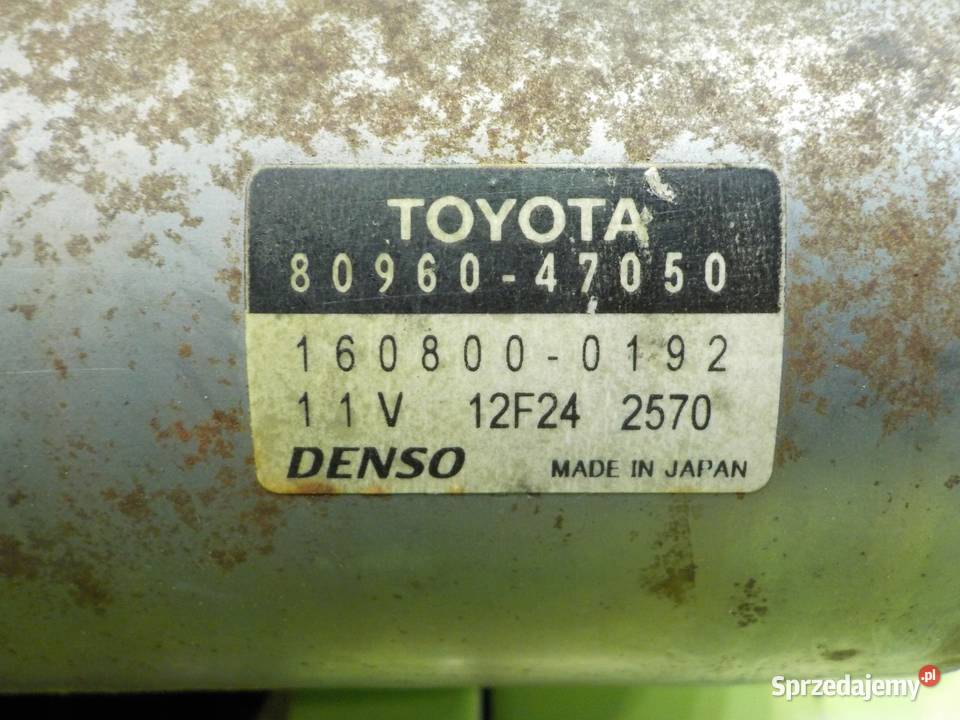 TOYOTA
80960-47050
160800-0192
11V 12F24 2570
DENSO MADE IN JAPAN
Sprzedajemy.pl